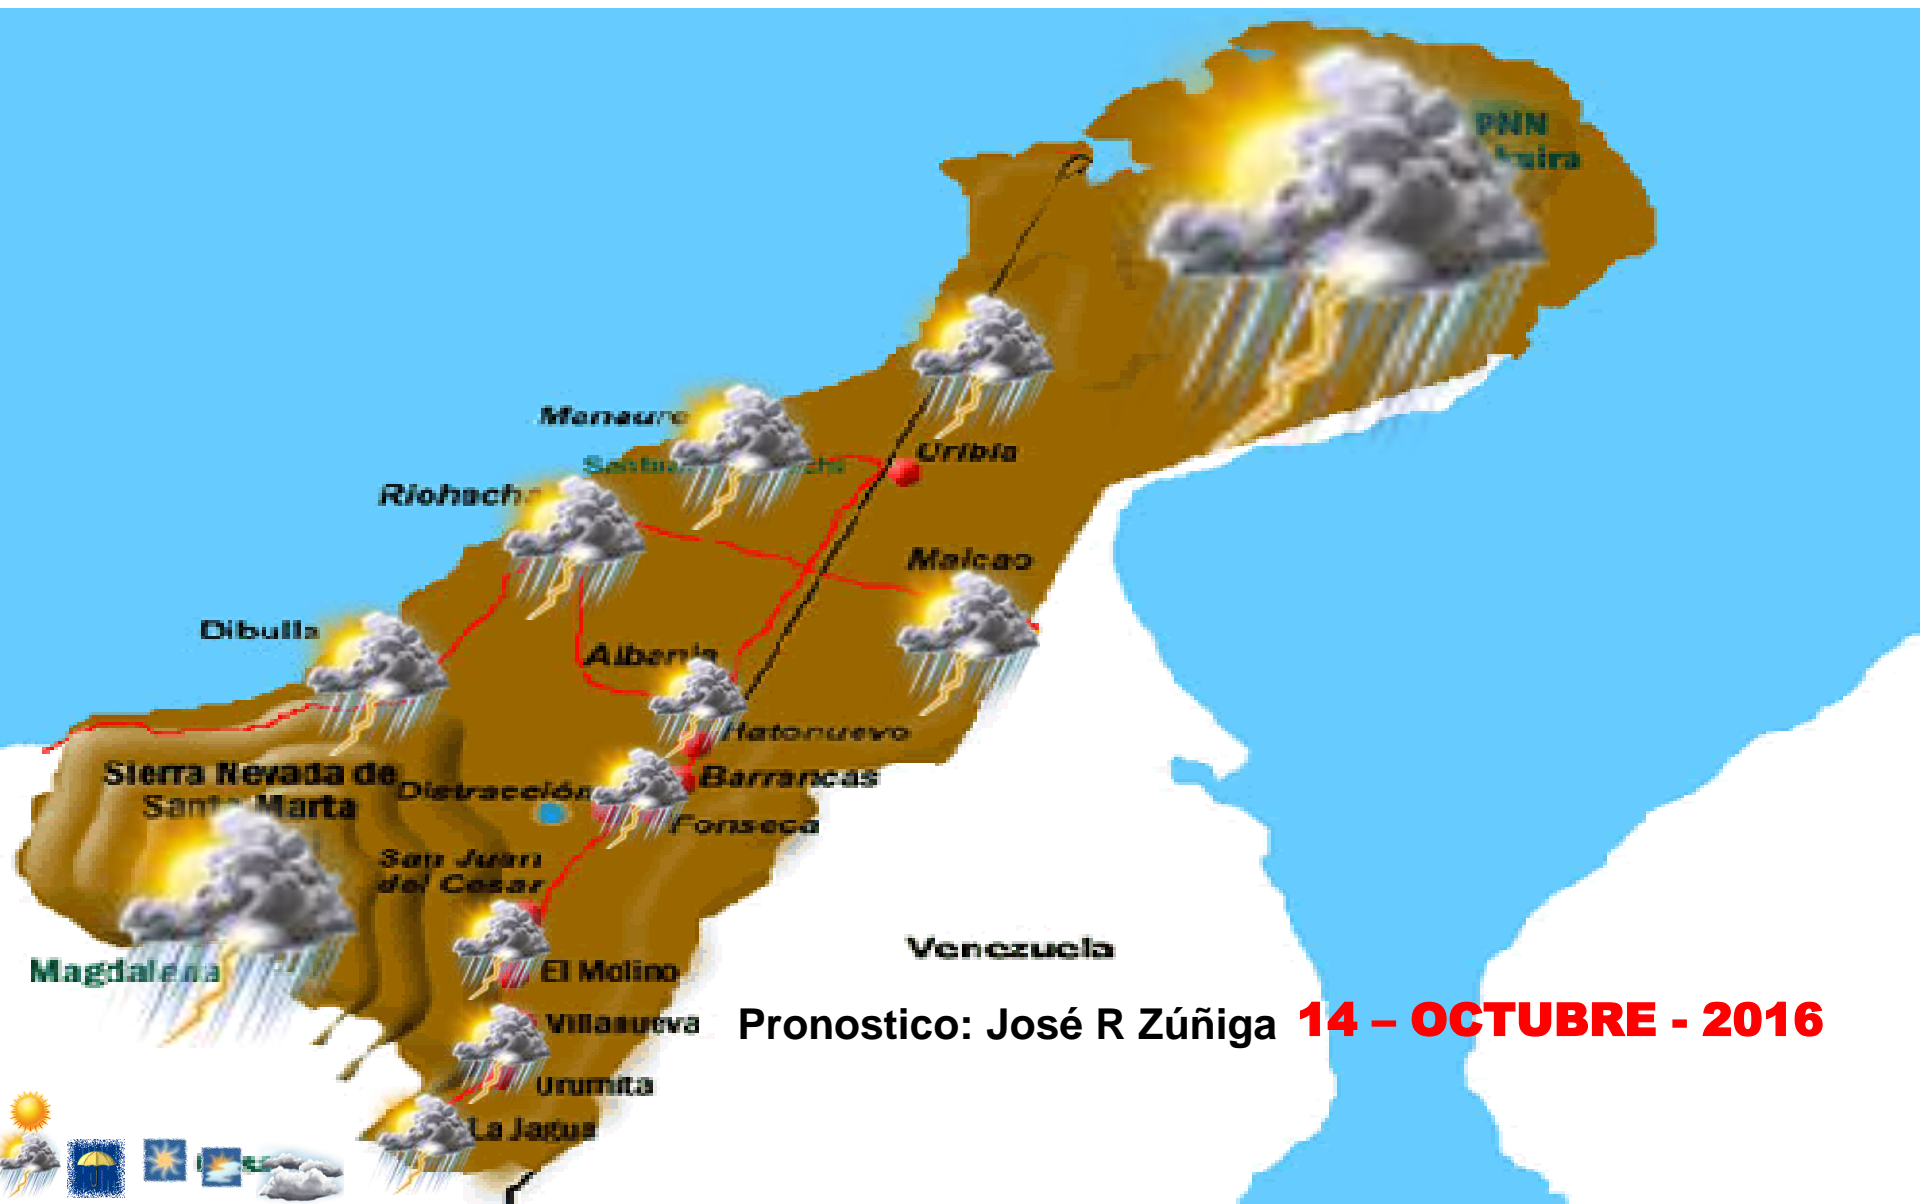 PNN
Manaure
Uribia
Riohacha
Maicao
Dibulla
Albania
Hatonuevo
Sierra Nevada de
Santa Marta
Distracción
Barrancas
Fonseca
San Juan
del Cesar
Venezuela
Magdalena
El Molino
Villanueva
Pronostico: José R Zúñiga 14 – OCTUBRE - 2016
Urumita
La Jagua